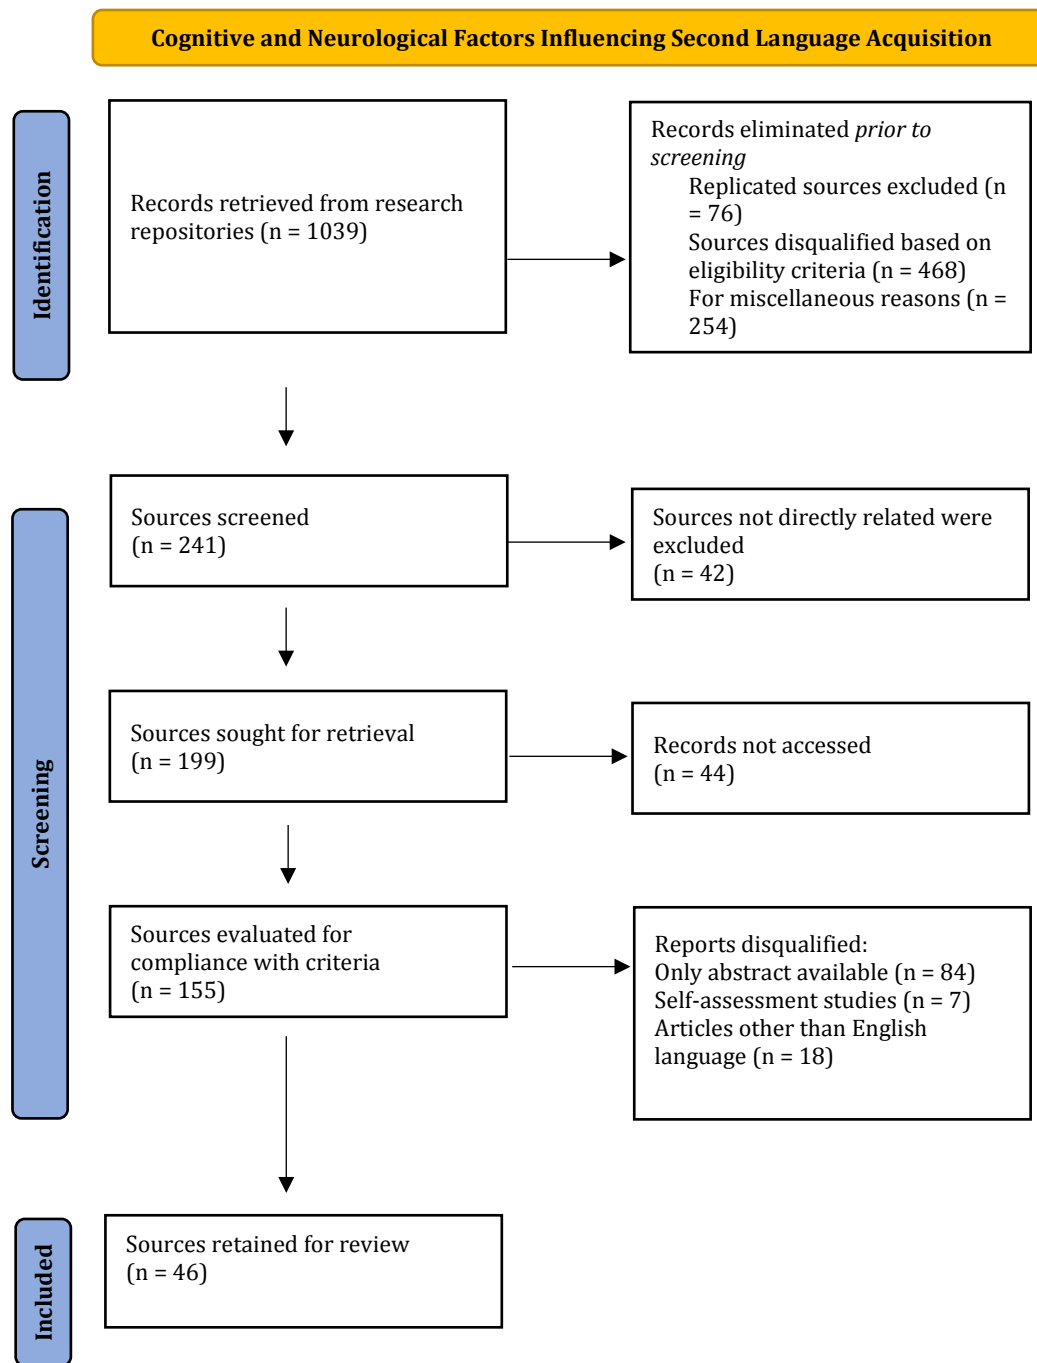 Cognitive and Neurological Factors Influencing Second Language Acquisition
Identification
Records retrieved from research
repositories (n = 1039)
Records eliminated prior to
screening
Replicated sources excluded (n
= 76)
Sources disqualified based on
eligibility criteria (n = 468)
For miscellaneous reasons (n =
254)
Screening
Sources screened
(n = 241)
Sources not directly related were
excluded
(n = 42)
Sources sought for retrieval
(n = 199)
Records not accessed
(n = 44)
Sources evaluated for
compliance with criteria
(n = 155)
Reports disqualified:
Only abstract available (n = 84)
Self-assessment studies (n = 7)
Articles other than English
language (n = 18)
Included
Sources retained for review
(n = 46)